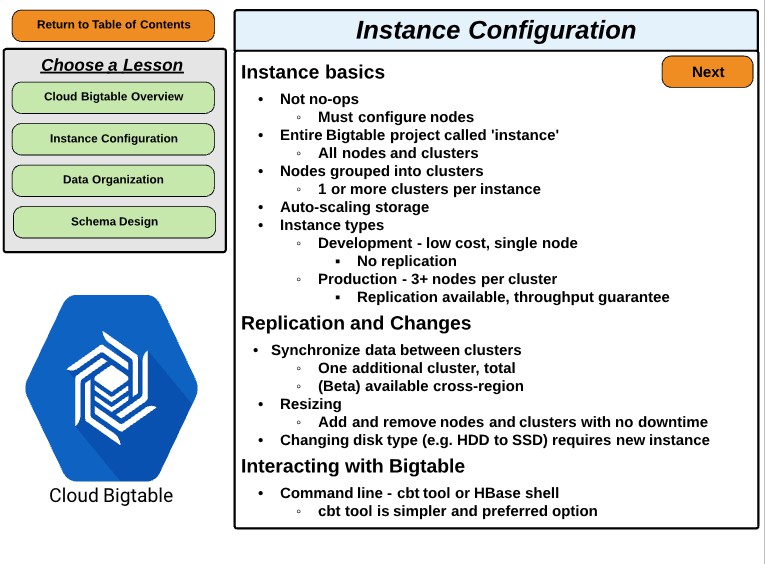 Return to Table of Contents
Choose a Lesson
Cloud Bigtable Overview
Instance Configuration
Data Organization
Schema Design
Cloud Bigtable
Instance Configuration
Next
Instance basics
• Not no-ops
◦ Must configure nodes
• Entire Bigtable project called 'instance'
◦ All nodes and clusters
• Nodes grouped into clusters
◦ 1 or more clusters per instance
• Auto-scaling storage
• Instance types
◦ Development - low cost, single node
▪ No replication
◦ Production - 3+ nodes per cluster
▪ Replication available, throughput guarantee
Replication and Changes
• Synchronize data between clusters
◦ One additional cluster, total
◦ (Beta) available cross-region
• Resizing
◦ Add and remove nodes and clusters with no downtime
• Changing disk type (e.g. HDD to SSD) requires new instance
Interacting with Bigtable
• Command line - cbt tool or HBase shell
◦ cbt tool is simpler and preferred option